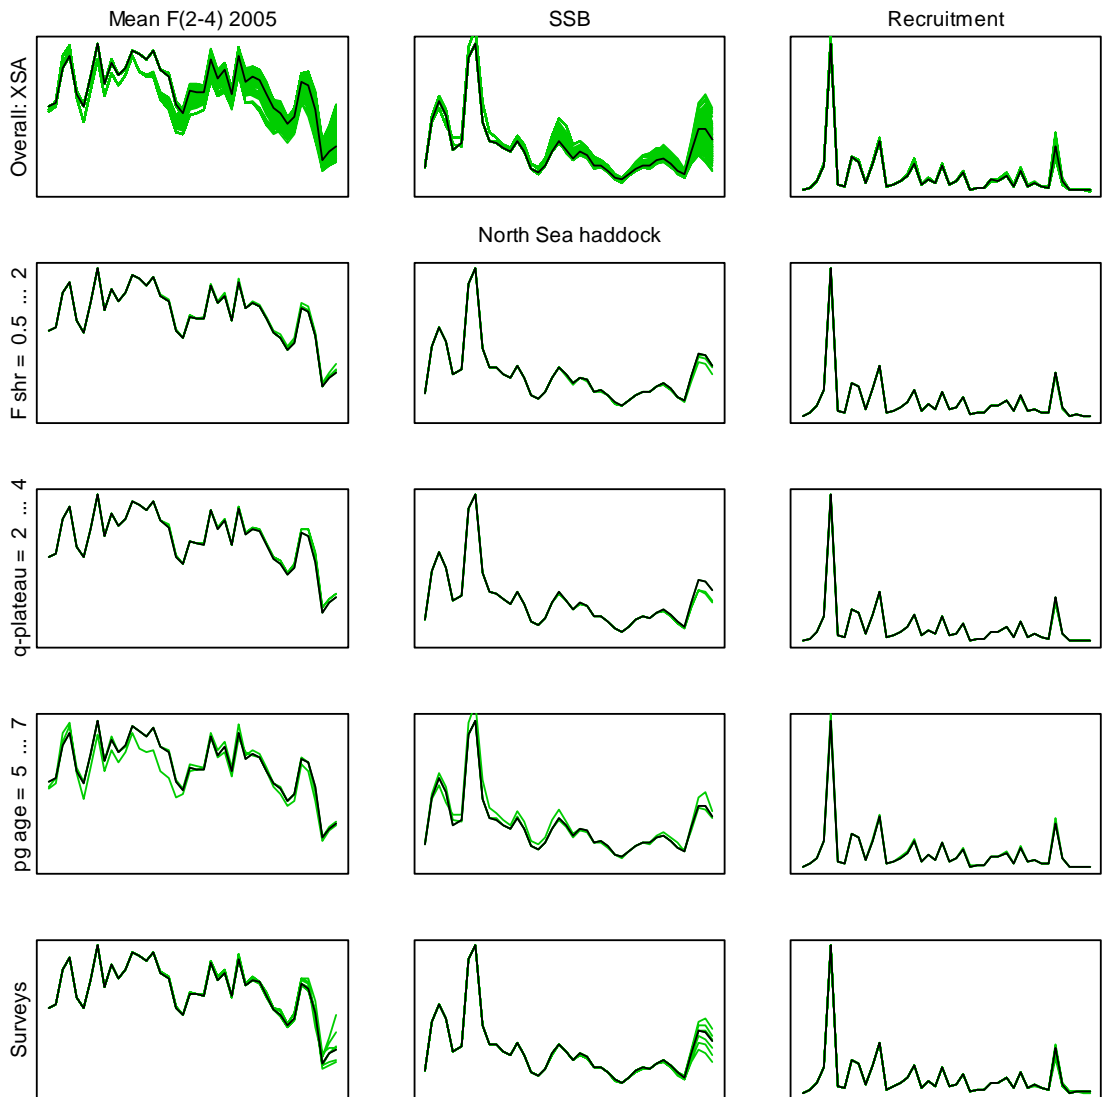 Mean F(2-4) 2005
SSB
Recruitment
Overall: XSA
North Sea haddock
F shr = 0.5 ... 2
q-plateau = 2 ... 4
pg age = 5 ... 7
Surveys